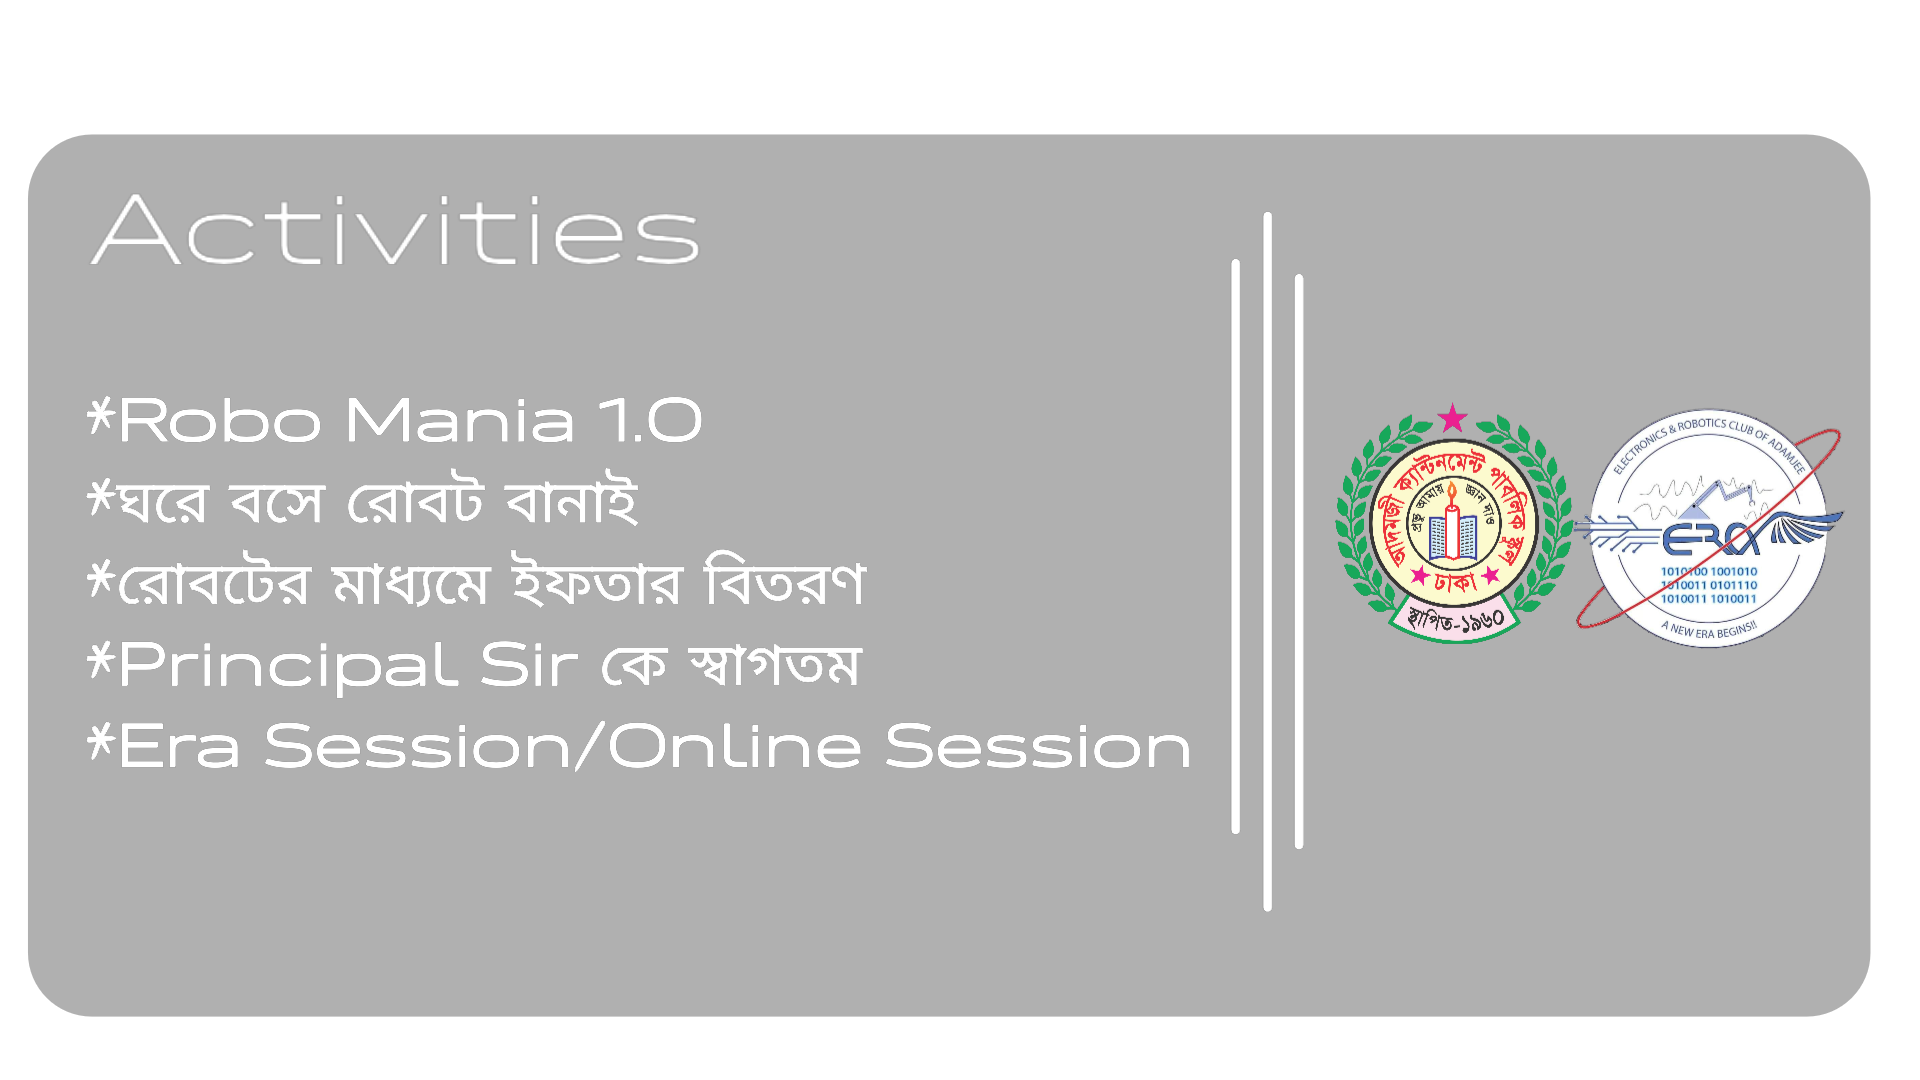 Activities
*Robo Mania 1.0
*ঘরে বসে রোবট বানাই
*রোবটের মাধ্যমে ইফতার বিতরণ
*Principal Sir কে স্বাগতম
*Era Session/Online Session
আদমজী ক্যান্টনমেন্ট পাবলিক স্কুল
প্রভু আমায় জ্ঞান দাও
ঢাকা
স্থাপিত-১৯৬০
ELECTRONICS & ROBOTICS CLUB OF ADAMJEE
ERA
1010100 1001010
1010011 0101110
1010011 1010011
A NEW ERA BEGINS!!